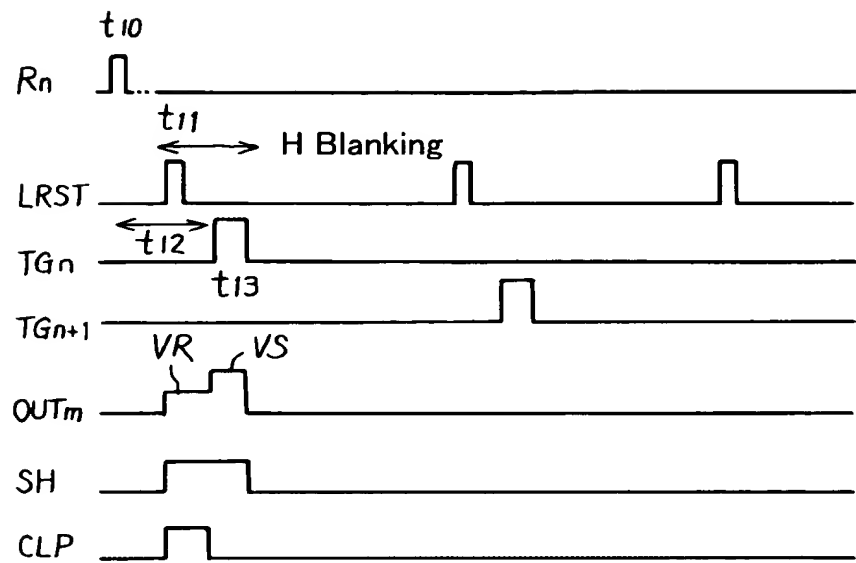 t10
Rn
t11
H Blanking
LRST
t12
TGn
t13
TGn+1
VR
VS
OUTm
SH
CLP